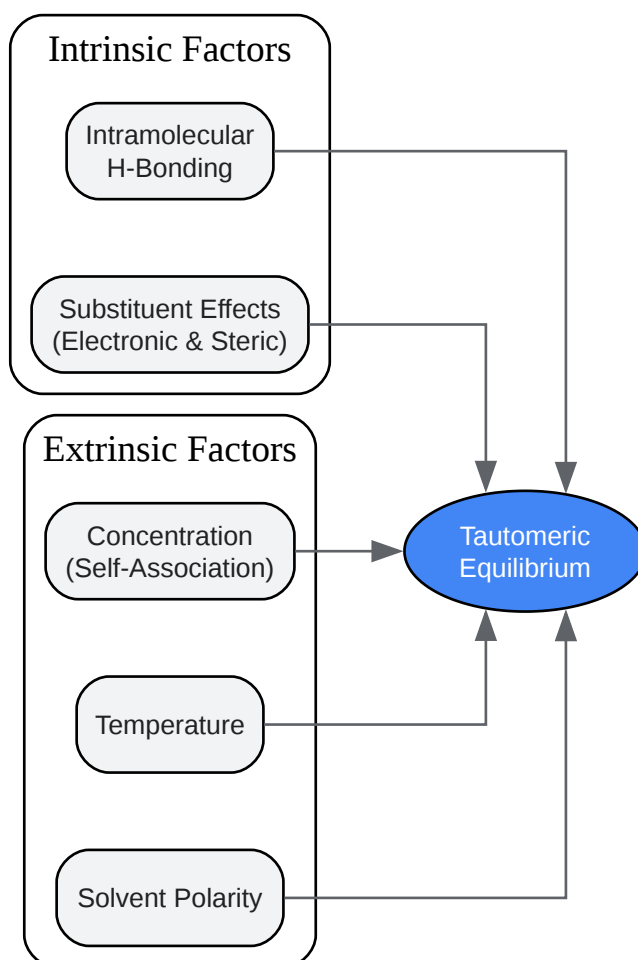 Intrinsic Factors
Intramolecular
H-Bonding
Substituent Effects
(Electronic & Steric)
Extrinsic Factors
Concentration
(Self-Association)
Tautomeric
Equilibrium
Temperature
Solvent Polarity